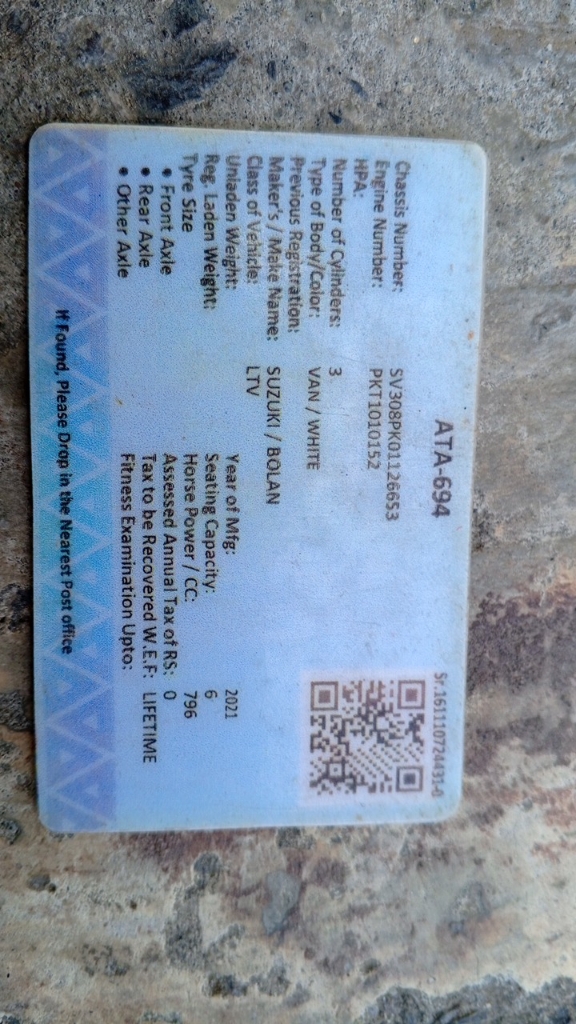 ATA-694
Sr.161110724431-0
Chassis Number: SV308PK01126653
Engine Number: PKT1010152
HPA:
Number of Cylinders: 3
Type of Body/Color: VAN / WHITE
Previous Registration:
Maker's / Make Name: SUZUKI / BOLAN
Class of Vehicle: LTV
Unladen Weight: Year of Mfg: 2021
Reg. Laden Weight: Seating Capacity: 6
Tyre Size Horse Power / CC: 796
• Front Axle Assessed Annual Tax of RS: 0
• Rear Axle Tax to be Recovered W.E.F: LIFETIME
• Other Axle Fitness Examination Upto:
If Found, Please Drop in the Nearest Post office